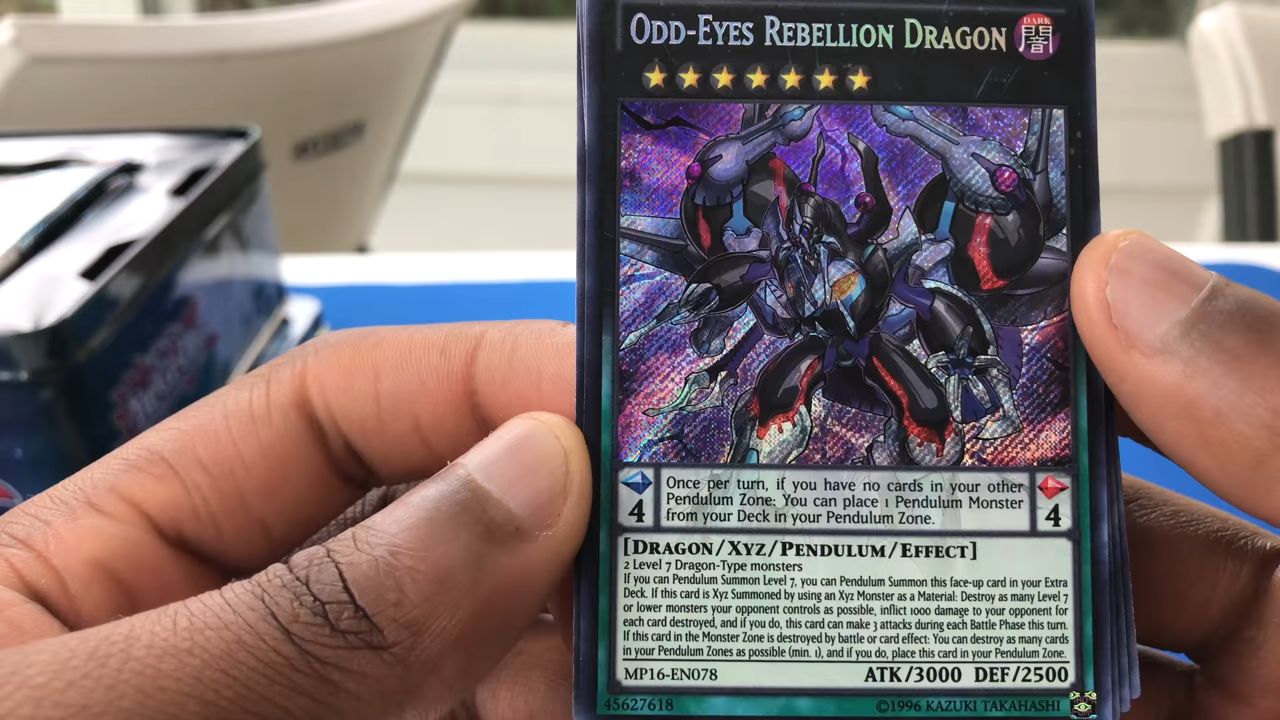 ODD-EYES REBELLION DRAGON
DARK
闇
Once per turn, if you have no cards in your other
Pendulum Zone: You can place 1 Pendulum Monster
from your Deck in your Pendulum Zone.
4
4
[DRAGON/XYZ/PENDULUM/EFFECT]
2 Level 7 Dragon-Type monsters
If you can Pendulum Summon Level 7, you can Pendulum Summon this face-up card in your Extra
Deck. If this card is Xyz Summoned by using an Xyz Monster as a Material: Destroy as many Level 7
or lower monsters your opponent controls as possible, inflict 1000 damage to your opponent for
each card destroyed, and if you do, this card can make 3 attacks during each Battle Phase this turn.
If this card in the Monster Zone is destroyed by battle or card effect: You can destroy as many cards
in your Pendulum Zones as possible (min. 1), and if you do, place this card in your Pendulum Zone.
MP16-EN078
ATK/3000 DEF/2500
45627618
©1996 KAZUKI TAKAHASHI